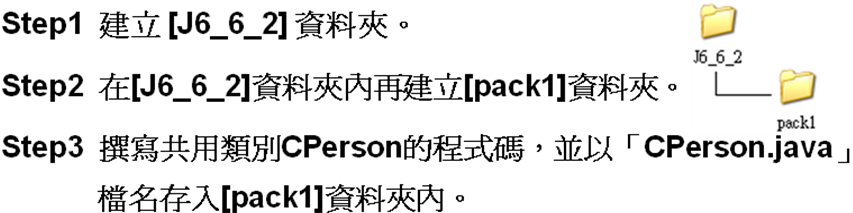 Step1 建立 [J6_6_2] 資料夾。
J6_6_2
Step2 在[J6_6_2]資料夾內再建立[pack1]資料夾。
pack1
Step3 撰寫共用類別CPerson的程式碼，並以「CPerson.java」
檔名存入[pack1]資料夾內。